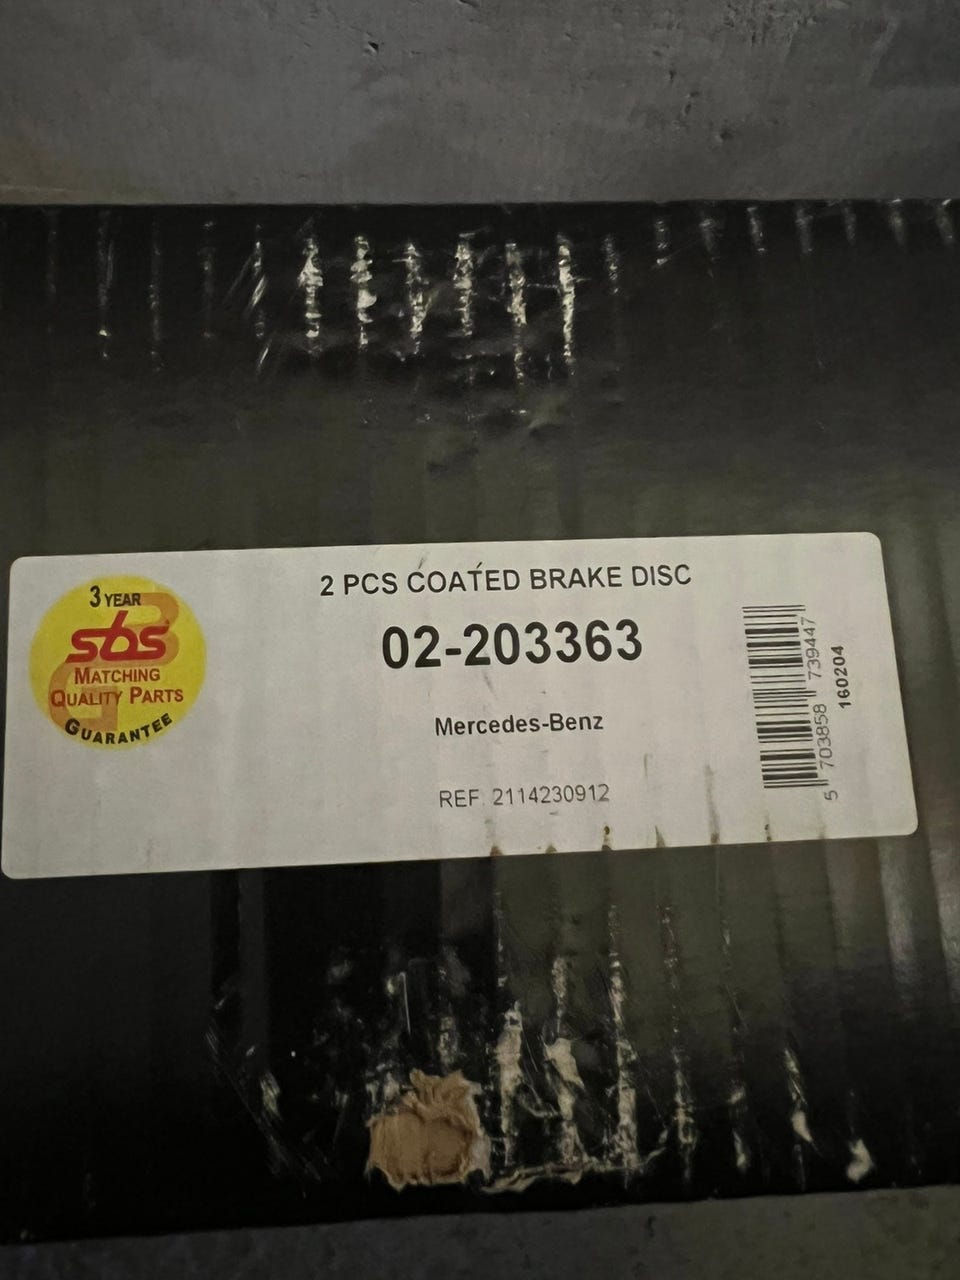 3 YEAR
sbs
MATCHING
QUALITY PARTS
GUARANTEE
2 PCS COATED BRAKE DISC
02-203363
Mercedes-Benz
REF. 2114230912
5 703858 739447
160204